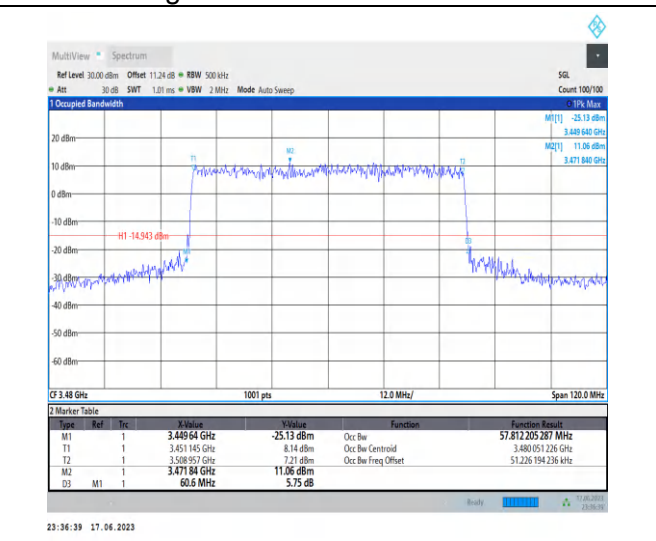 MultiView Spectrum
Ref Level 30.00 dBm Offset 11.24 dB RBW 500 kHz SGL
Att 30 dB SWT 1.01 ms VBW 2 MHz Mode Auto Sweep Count 100/100
1 Occupied Bandwidth 1Pk Max
M1[1] -25.13 dBm
3.449 640 GHz
M2[1] 11.06 dBm
3.471 840 GHz
20 dBm
10 dBm
0 dBm
-10 dBm
-20 dBm
-30 dBm
-40 dBm
-50 dBm
-60 dBm
T1
M2
T2
H1 -14.943 dBm
M1
D3
CF 3.48 GHz 1001 pts 12.0 MHz/ Span 120.0 MHz
2 Marker Table
Type Ref Trc X-Value Y-Value Function Function Result
M1 1 3.449 64 GHz -25.13 dBm Occ Bw 57.812 205 287 MHz
T1 1 3.451 145 GHz 8.14 dBm Occ Bw Centroid 3.480 051 226 GHz
T2 1 3.508 957 GHz 7.21 dBm Occ Bw Freq Offset 51.226 194 236 kHz
M2 1 3.471 84 GHz 11.06 dBm
D3 M1 1 60.6 MHz 5.75 dB
Ready
23:36:39 17.06.2023